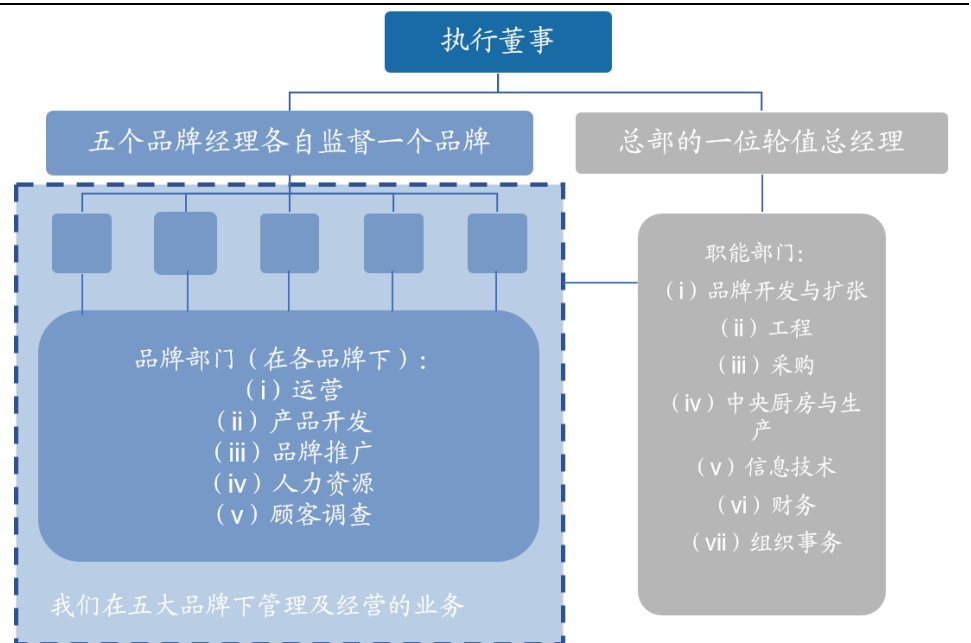 执行董事
五个品牌经理各自监督一个品牌
总部的一位轮值总经理
品牌部门（在各品牌下）：
（i）运营
（ii）产品开发
（iii）品牌推广
（iv）人力资源
（v）顾客调查
我们在五大品牌下管理及经营的业务
职能部门：
（i）品牌开发与扩张
（ii）工程
（iii）采购
（iv）中央厨房与生
产
（v）信息技术
（vi）财务
（vii）组织事务